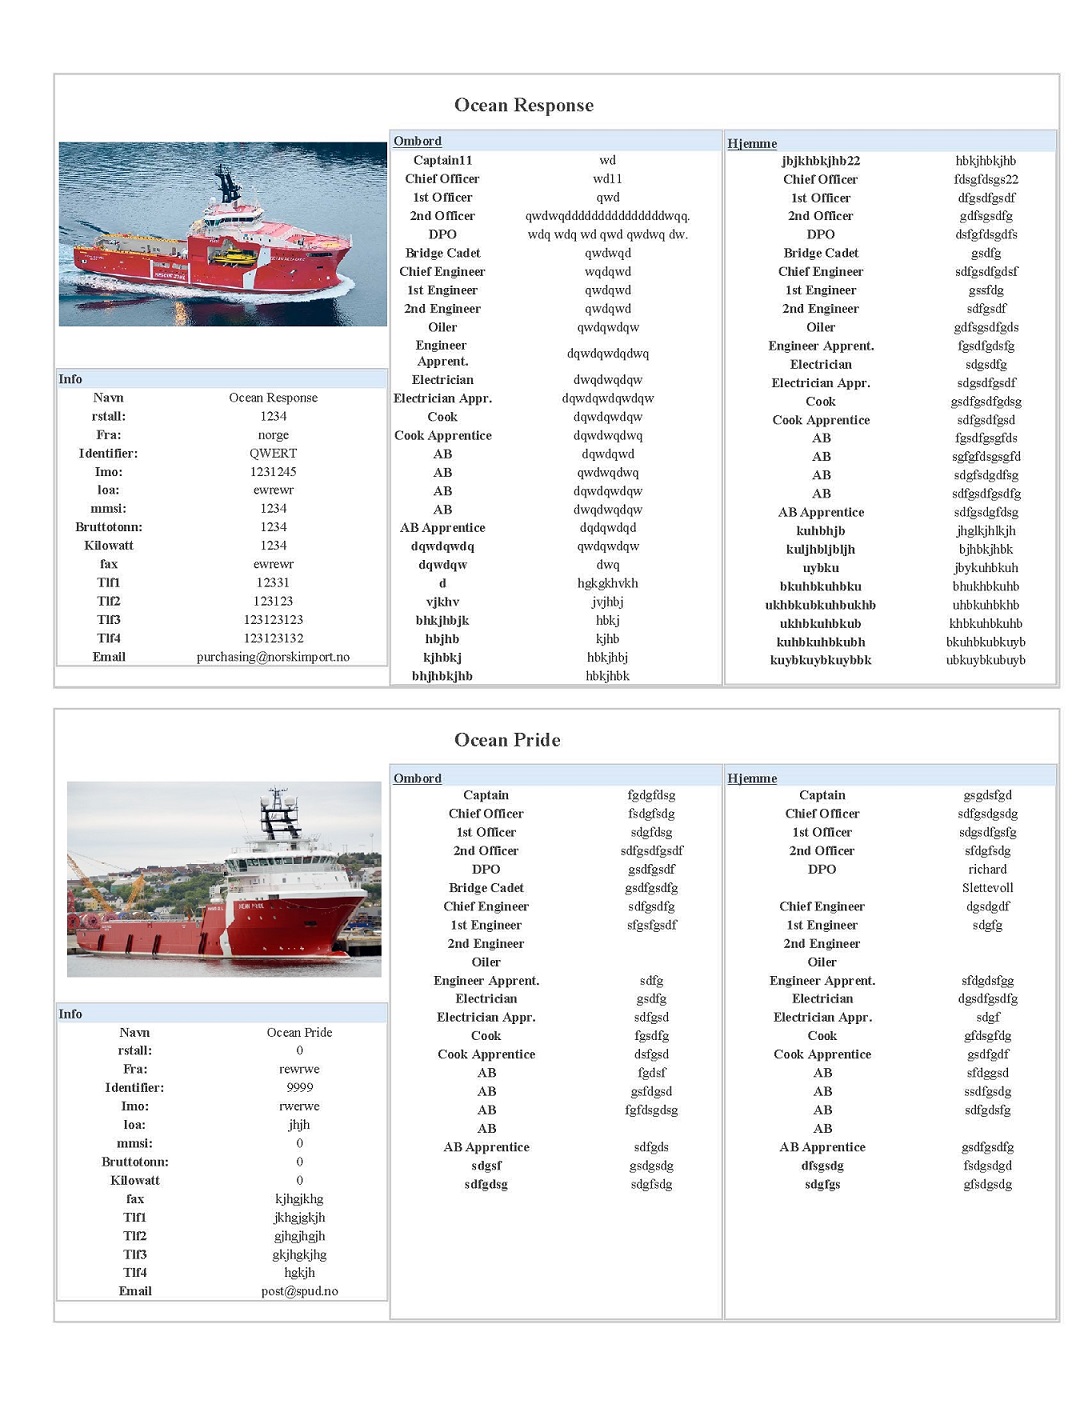 Ocean Response
Ombord
Captain11 wd
Chief Officer wd11
1st Officer qwd
2nd Officer qwdwqdddddddddddddddwqq.
DPO wdq wdq wd qwd qwdwq dw.
Bridge Cadet qwdwqd
Chief Engineer wqdqwd
1st Engineer qwdqwd
2nd Engineer qwdqwd
Oiler qwdqwdqw
Engineer
Apprent. dqwdqwdqdwq
Electrician dwqdwqdqw
Electrician Appr. dqwdqwdqwdqw
Cook dqwdqwdqw
Cook Apprentice dqwdwqdwq
AB dqwdqwd
AB qwdwqdwq
AB dqwdqwdqw
AB dwqdwqdqw
AB Apprentice dqdqwdqd
dqwdqwdq qwdqwdqw
dqwdqw dwq
d hgkgkhvkh
vjkhv jvjhbj
bhkjhbjk hbkj
hbjhb kjhb
kjhbkj hbkjhbj
bhjhbkjhb hbkjhbk
Hjemme
jbjkhbkjhb22 hbkjhbkjhb
Chief Officer fdsgfdsgs22
1st Officer dfgsdfgsdf
2nd Officer gdfsgsdfg
DPO dsfgfdsgdfs
Bridge Cadet gsdfg
Chief Engineer sdfgsdfgdsf
1st Engineer gssfdg
2nd Engineer sdfgsdf
Oiler gdfsgsdfgds
Engineer Apprent. fgsdfgdsfg
Electrician sdgsdfg
Electrician Appr. sdgsdfgsdf
Cook gsdfgsdfgdsg
Cook Apprentice sdfgsdfgsd
AB fgsdfgsgfds
AB sgfgfdsgsgfd
AB sdgfsdgdfsg
AB sdfgsdfgsdfg
AB Apprentice sdfgsdgfdsg
kuhbhjb jhglkjhlkjh
kuljhbljbljh bjhbkjhbk
uybku jbykuhbkuh
bkuhbkuhbku bhukhbkuhb
ukhbkubkuhbukhb uhbkuhbkhb
ukhbkuhbkub khbkuhbkuhb
kuhbkuhbkubh bkuhbkubkuyb
kuybkuybkuybbk ubkuybkubuyb
Info
Navn Ocean Response
rstall: 1234
Fra: norge
Identifier: QWERT
Imo: 1231245
loa: ewrewr
mmsi: 1234
Bruttotonn: 1234
Kilowatt 1234
fax ewrewr
Tlf1 12331
Tlf2 123123
Tlf3 123123123
Tlf4 123123132
Email purchasing@norskimport.no
Ocean Pride
Ombord
Captain fgdgfdsg
Chief Officer fsdgfsdg
1st Officer sdgfdsg
2nd Officer sdfgsdfgsdf
DPO gsdfgsdf
Bridge Cadet gsdfgsdfg
Chief Engineer sdfgsdfg
1st Engineer sfgsfgsdf
2nd Engineer
Oiler
Engineer Apprent. sdfg
Electrician gsdfg
Electrician Appr. sdfgsd
Cook fgsdfg
Cook Apprentice dsfgsd
AB fgdsf
AB gsfdgsd
AB fgfdsgdsg
AB
AB Apprentice sdfgds
sdgsf gsdgsdg
sdfgdsg sdgfsdg
Hjemme
Captain gsgdsfgd
Chief Officer sdfgsdgsdg
1st Officer sdgsdfgsfg
2nd Officer sfdgfsdg
DPO richard
Slettevoll
Chief Engineer dgsdgdf
1st Engineer sdgfg
2nd Engineer
Oiler
Engineer Apprent. sfdgdsfgg
Electrician dgsdfgsdfg
Electrician Appr. sdgf
Cook gfdsgfdg
Cook Apprentice gsdfgdf
AB sfdggsd
AB ssdfgsdg
AB sdfgdsfg
AB
AB Apprentice gsdfgsdfg
dfsgsdg fsdgsdgd
sdgfgs gfsdgsdg
Info
Navn Ocean Pride
rstall: 0
Fra: rewrwe
Identifier: 9999
Imo: rwerwe
loa: jhjh
mmsi: 0
Bruttotonn: 0
Kilowatt 0
fax kjhgjkhg
Tlf1 jkhgjgkjh
Tlf2 gjhgjhgjh
Tlf3 gkjhgkjhg
Tlf4 hgkjh
Email post@spud.no